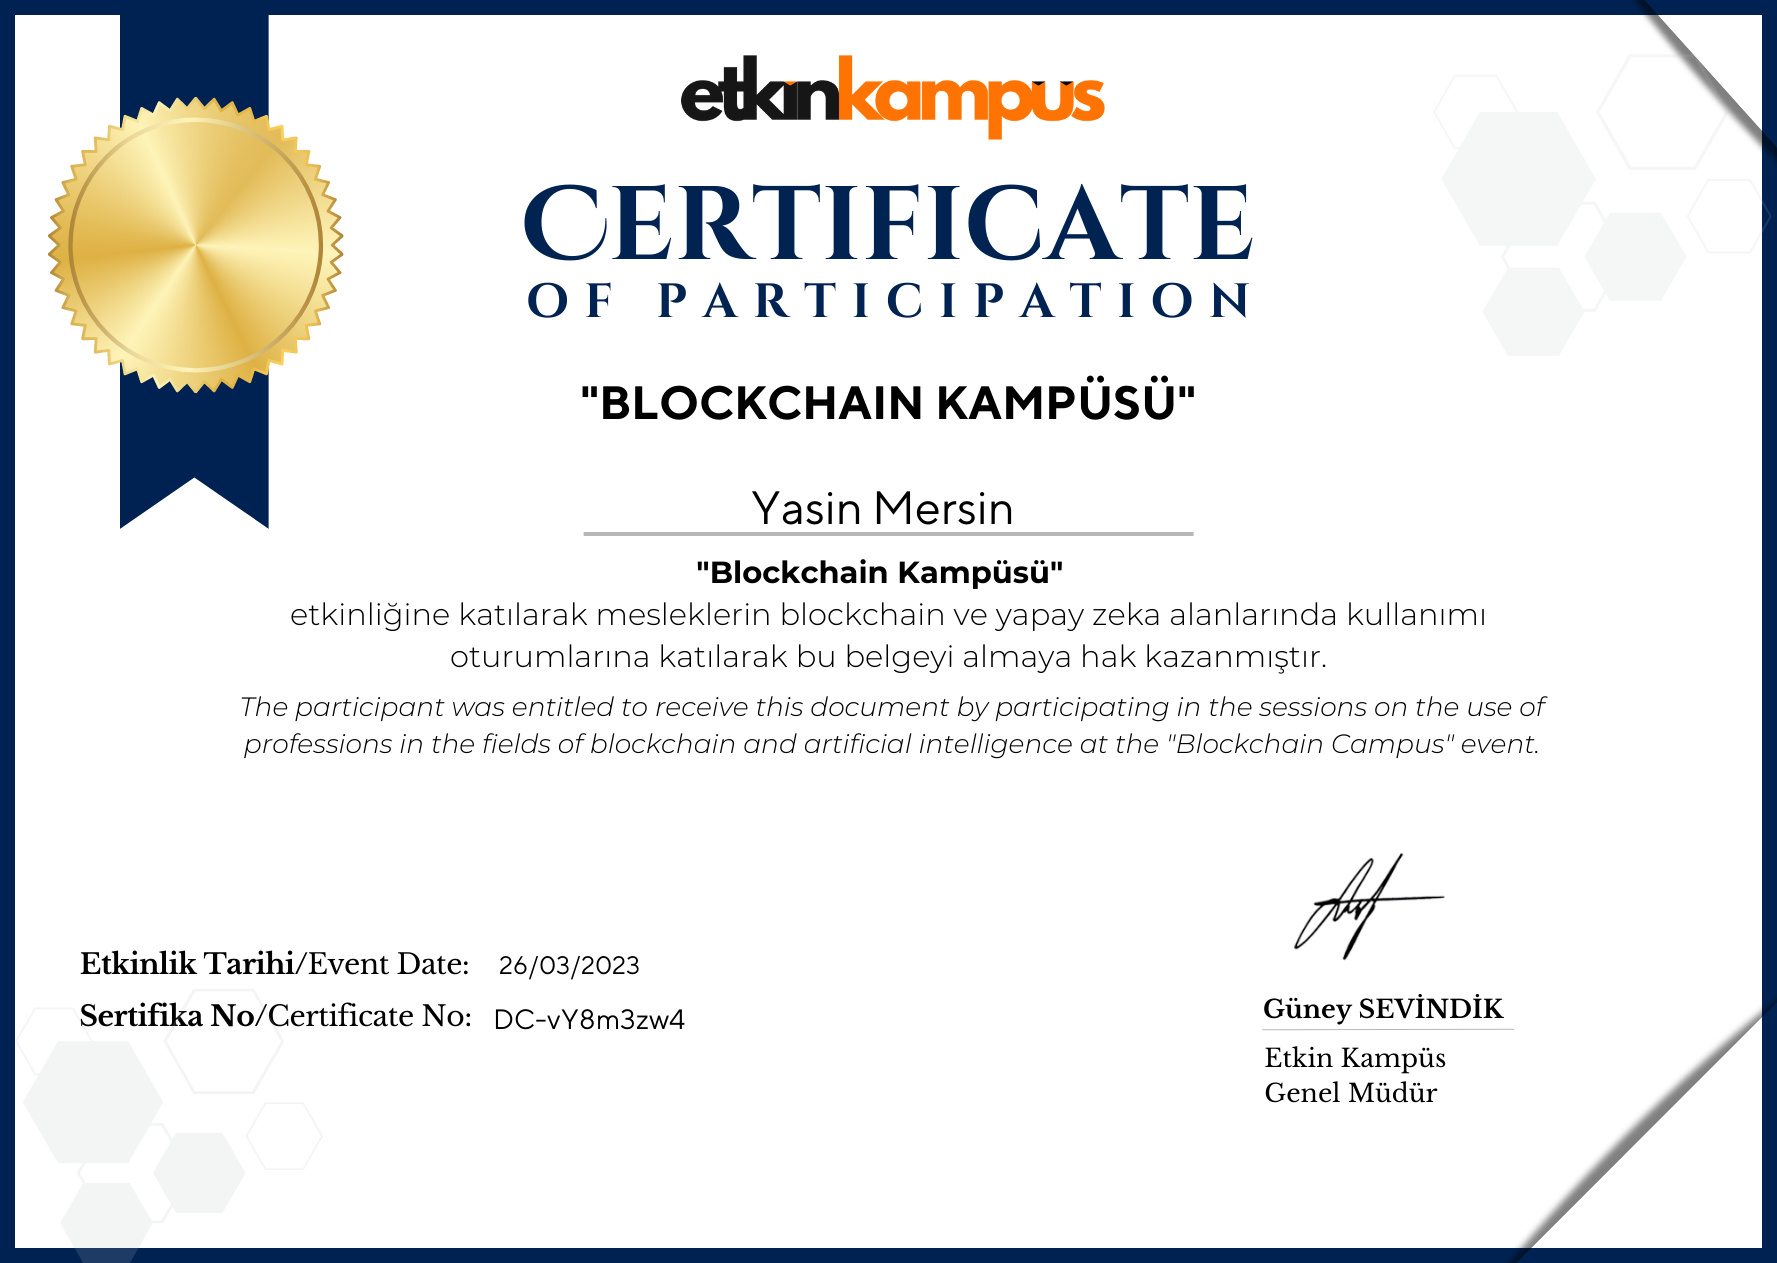 etkinkampüs
CERTIFICATE
OF PARTICIPATION
"BLOCKCHAIN KAMPÜSÜ"
Yasin Mersin
"Blockchain Kampüsü"
etkinliğine katılarak mesleklerin blockchain ve yapay zeka alanlarında kullanımı
oturumlarına katılarak bu belgeyi almaya hak kazanmıştır.
The participant was entitled to receive this document by participating in the sessions on the use of
professions in the fields of blockchain and artificial intelligence at the "Blockchain Campus" event.
Etkinlik Tarihi/Event Date: 26/03/2023
Sertifika No/Certificate No: DC-vY8m3zw4
Güney SEVİNDİK
Etkin Kampüs
Genel Müdür